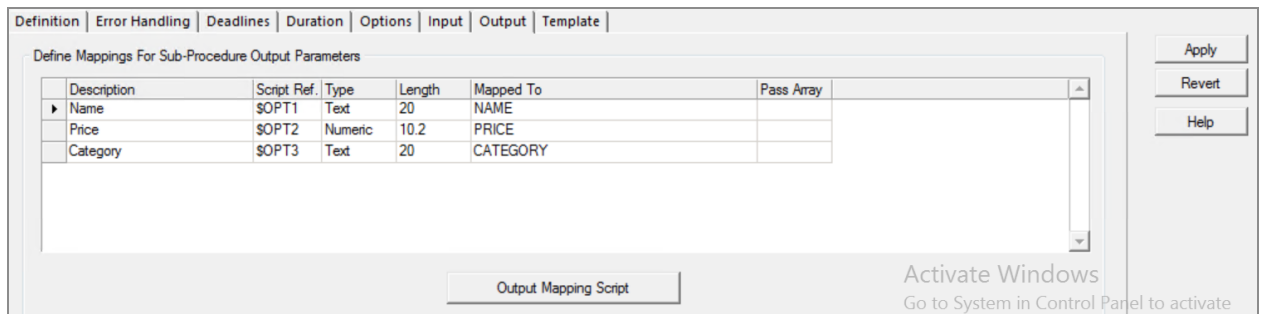 Definition Error Handling Deadlines Duration Options Input Output Template
Define Mappings For Sub-Procedure Output Parameters
Apply
Description Script Ref. Type Length Mapped To Pass Array
Revert
Name $OPT1 Text 20 NAME
Price $OPT2 Numeric 10.2 PRICE
Help
Category $OPT3 Text 20 CATEGORY
Output Mapping Script
Activate Windows
Go to System in Control Panel to activate